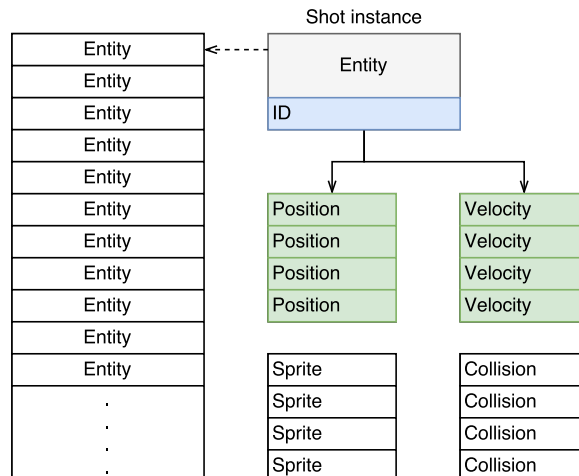 Shot instance
Entity
Entity
Entity
Entity
Entity
Entity
Entity
Entity
Entity
Entity
Entity
.
.
.
Entity
ID
Position
Position
Position
Position
Velocity
Velocity
Velocity
Velocity
Sprite
Sprite
Sprite
Sprite
Collision
Collision
Collision
Collision